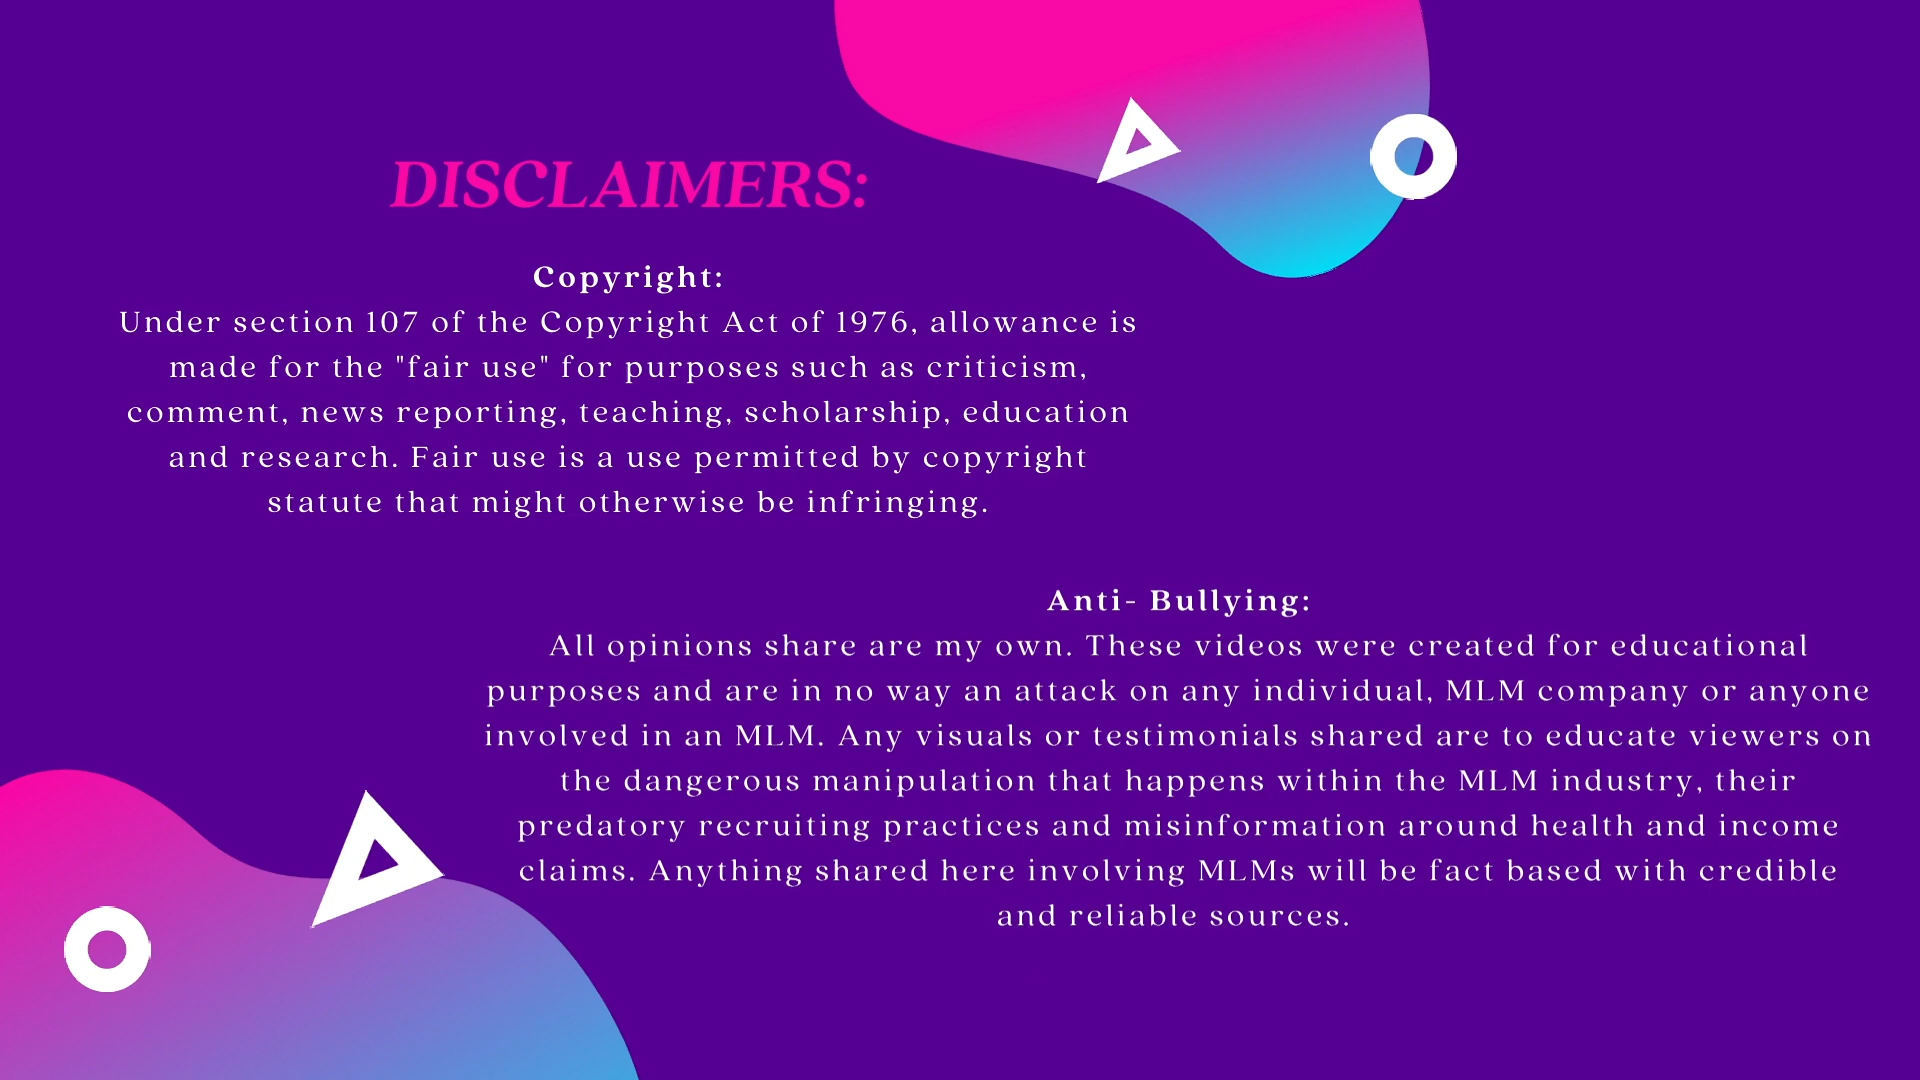 DISCLAIMERS:
Copyright:
Under section 107 of the Copyright Act of 1976, allowance is
made for the "fair use" for purposes such as criticism,
comment, news reporting, teaching, scholarship, education
and research. Fair use is a use permitted by copyright
statute that might otherwise be infringing.
Anti- Bullying:
All opinions share are my own. These videos were created for educational
purposes and are in no way an attack on any individual, MLM company or anyone
involved in an MLM. Any visuals or testimonials shared are to educate viewers on
the dangerous manipulation that happens within the MLM industry, their
predatory recruiting practices and misinformation around health and income
claims. Anything shared here involving MLMs will be fact based with credible
and reliable sources.